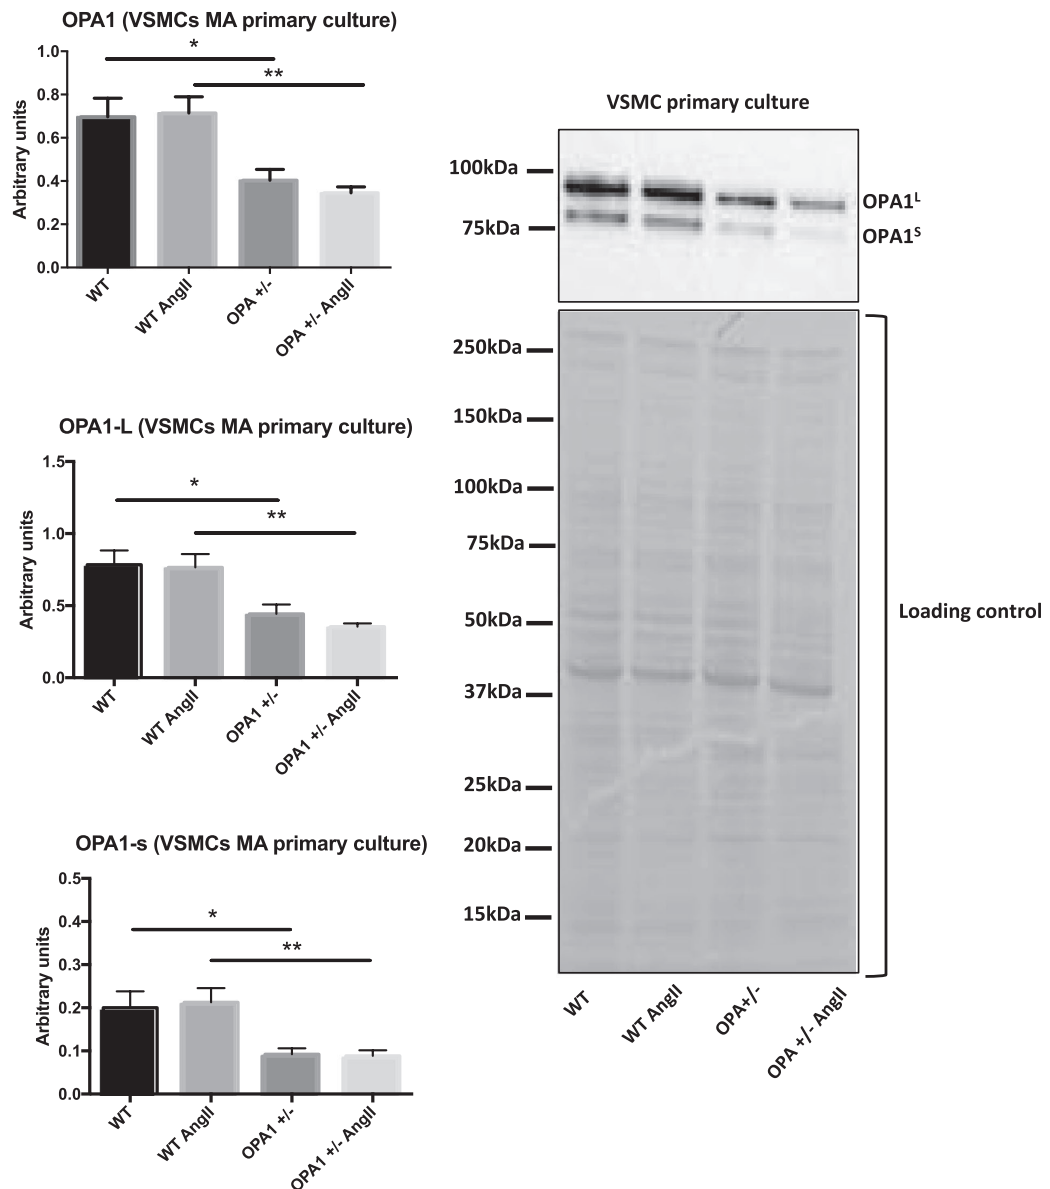 OPA1 (VSMCs MA primary culture)
*
**
Arbitrary units
1.0
0.8
0.6
0.4
0.2
0.0
WT
WT AngII
OPA +/-
OPA +/- AngII
OPA1-L (VSMCs MA primary culture)
*
**
Arbitrary units
1.5
1.0
0.5
0.0
WT
WT AngII
OPA1 +/-
OPA1 +/- AngII
OPA1-s (VSMCs MA primary culture)
*
**
Arbitrary units
0.5
0.4
0.3
0.2
0.1
0.0
WT
WT AngII
OPA1 +/-
OPA1 +/- AngII
VSMC primary culture
100kDa
75kDa
OPA1L
OPA1S
250kDa
150kDa
100kDa
75kDa
50kDa
37kDa
25kDa
20kDa
15kDa
Loading control
WT
WT AngII
OPA+/-
OPA +/- AngII